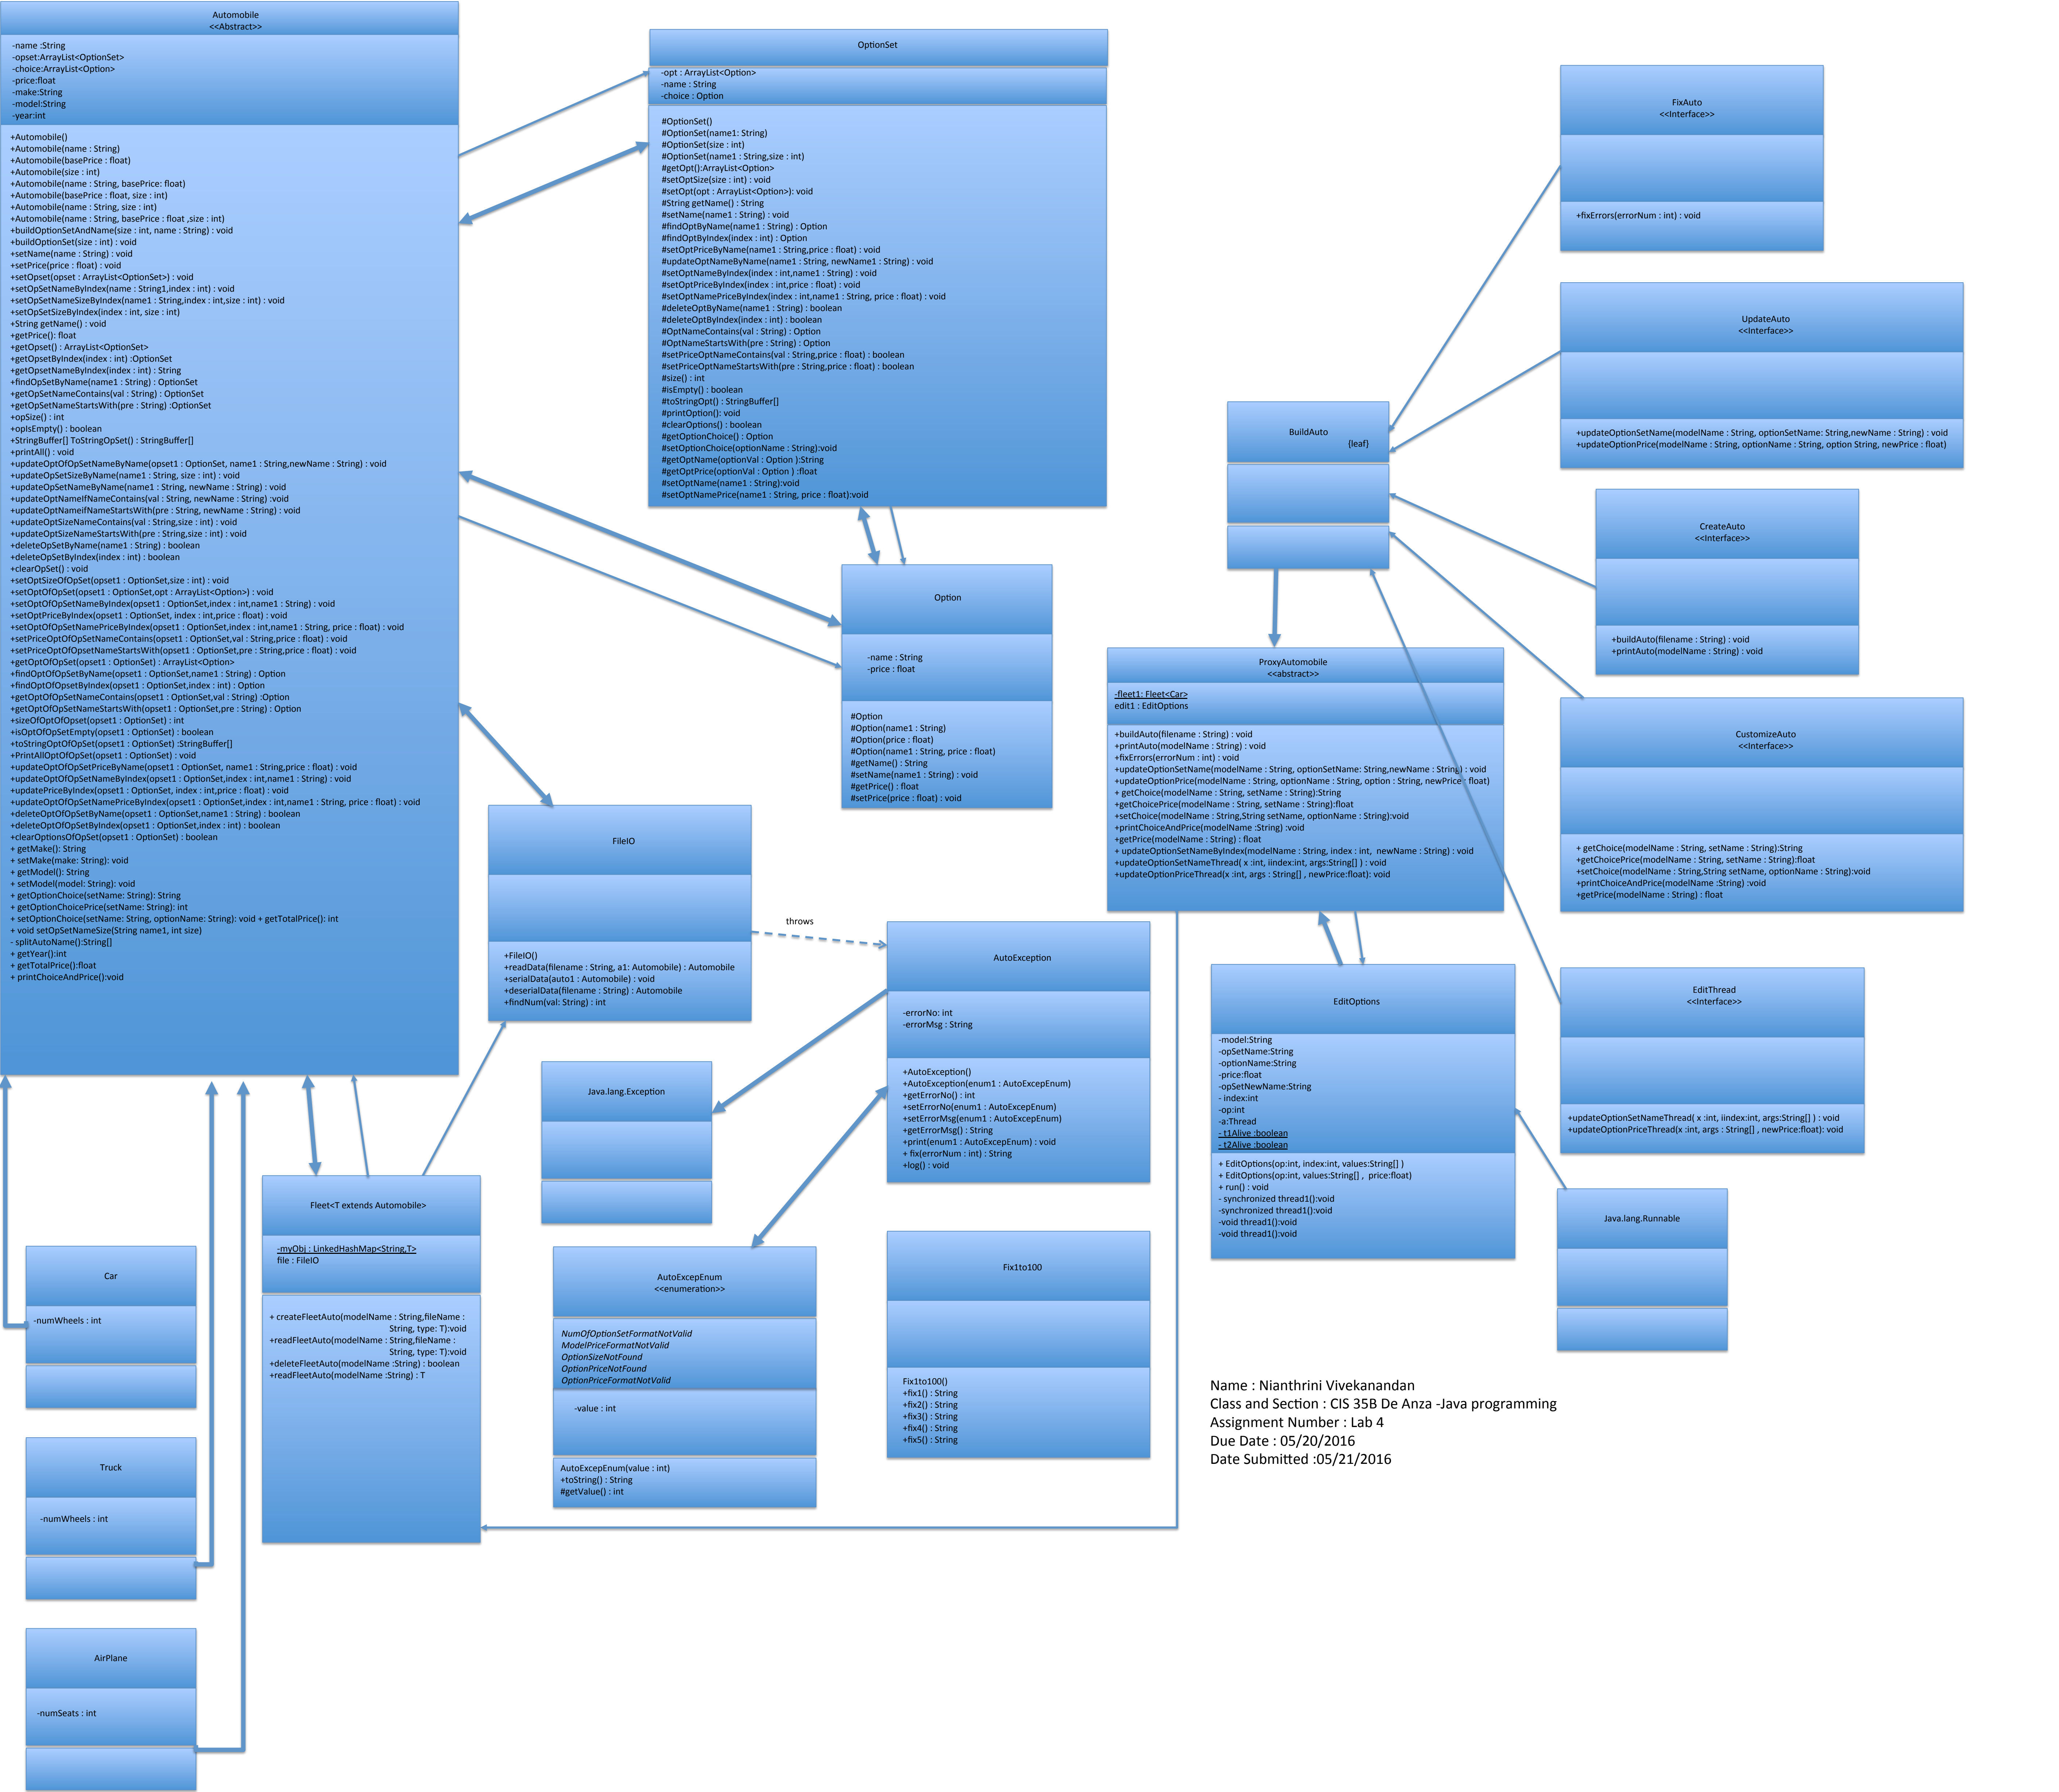 Automobile
<<Abstract>>
-name :String
-opset:ArrayList<OptionSet>
-choice:ArrayList<Option>
-price:float
-make:String
-model:String
-year:int
+Automobile()
+Automobile(name : String)
+Automobile(basePrice : float)
+Automobile(size : int)
+Automobile(name : String, basePrice: float)
+Automobile(basePrice : float, size : int)
+Automobile(name : String, size : int)
+Automobile(name : String, basePrice : float ,size : int)
+buildOptionSetAndName(size : int, name : String) : void
+buildOptionSet(size : int) : void
+setName(name : String) : void
+setPrice(price : float) : void
+setOpset(opset : ArrayList<OptionSet>) : void
+setOpSetNameByIndex(name : String1,index : int) : void
+setOpSetNameSizeByIndex(name1 : String,index : int,size : int) : void
+setOpSetSizeByIndex(index : int, size : int)
+String getName() : void
+getPrice(): float
+getOpset() : ArrayList<OptionSet>
+getOpsetByIndex(index : int) :OptionSet
+getOpsetNameByIndex(index : int) : String
+findOpSetByName(name1 : String) : OptionSet
+getOpSetNameContains(val : String) : OptionSet
+getOpSetNameStartsWith(pre : String) :OptionSet
+opSize() : int
+opIsEmpty() : boolean
+StringBuffer[] ToStringOpSet() : StringBuffer[]
+printAll() : void
+updateOptOfOpSetNameByName(opset1 : OptionSet, name1 : String,newName : String) : void
+updateOpSetSizeByName(name1 : String, size : int) : void
+updateOpSetNameByName(name1 : String, newName : String) : void
+updateOptNameIfNameContains(val : String, newName : String) :void
+updateOptNameifNameStartsWith(pre : String, newName : String) : void
+updateOptSizeNameContains(val : String,size : int) : void
+updateOptSizeNameStartsWith(pre : String,size : int) : void
+deleteOpSetByName(name1 : String) : boolean
+deleteOpSetByIndex(index : int) : boolean
+clearOpSet() : void
+setOptSizeOfOpSet(opset1 : OptionSet,size : int) : void
+setOptOfOpSet(opset1 : OptionSet,opt : ArrayList<Option>) : void
+setOptOfOpSetNameByIndex(opset1 : OptionSet,index : int,name1 : String) : void
+setOptPriceByIndex(opset1 : OptionSet, index : int,price : float) : void
+setOptOfOpSetNamePriceByIndex(opset1 : OptionSet,index : int,name1 : String, price : float) : void
+setPriceOptOfOpSetNameContains(opset1 : OptionSet,val : String,price : float) : void
+setPriceOptOfOpsetNameStartsWith(opset1 : OptionSet,pre : String,price : float) : void
+getOptOfOpSet(opset1 : OptionSet) : ArrayList<Option>
+findOptOfOpSetByName(opset1 : OptionSet,name1 : String) : Option
+findOptOfOpsetByIndex(opset1 : OptionSet,index : int) : Option
+getOptOfOpSetNameContains(opset1 : OptionSet,val : String) :Option
+getOptOfOpSetNameStartsWith(opset1 : OptionSet,pre : String) : Option
+sizeOfOptOfOpset(opset1 : OptionSet) : int
+isOptOfOpSetEmpty(opset1 : OptionSet) : boolean
+toStringOptOfOpSet(opset1 : OptionSet) :StringBuffer[]
+PrintAllOptOfOpSet(opset1 : OptionSet) : void
+updateOptOfOpSetPriceByName(opset1 : OptionSet, name1 : String,price : float) : void
+updateOptOfOpSetNameByIndex(opset1 : OptionSet,index : int,name1 : String) : void
+updatePriceByIndex(opset1 : OptionSet, index : int,price : float) : void
+updateOptOfOpSetNamePriceByIndex(opset1 : OptionSet,index : int,name1 : String, price : float) : void
+deleteOptOfOpSetByName(opset1 : OptionSet,name1 : String) : boolean
+deleteOptOfOpSetByIndex(opset1 : OptionSet,index : int) : boolean
+clearOptionsOfOpSet(opset1 : OptionSet) : boolean
+ getMake(): String
+ setMake(make: String): void
+ getModel(): String
+ setModel(model: String): void
+ getOptionChoice(setName: String): String
+ getOptionChoicePrice(setName: String): int
+ setOptionChoice(setName: String, optionName: String): void + getTotalPrice(): int
+ void setOpSetNameSize(String name1, int size)
- splitAutoName():String[]
+ getYear():int
+ getTotalPrice():float
+ printChoiceAndPrice():void
OptionSet
-opt : ArrayList<Option>
-name : String
-choice : Option
#OptionSet()
#OptionSet(name1: String)
#OptionSet(size : int)
#OptionSet(name1 : String,size : int)
#getOpt():ArrayList<Option>
#setOptSize(size : int) : void
#setOpt(opt : ArrayList<Option>): void
#String getName() : String
#setName(name1 : String) : void
#findOptByName(name1 : String) : Option
#findOptByIndex(index : int) : Option
#setOptPriceByName(name1 : String,price : float) : void
#updateOptNameByName(name1 : String, newName1 : String) : void
#setOptNameByIndex(index : int,name1 : String) : void
#setOptPriceByIndex(index : int,price : float) : void
#setOptNamePriceByIndex(index : int,name1 : String, price : float) : void
#deleteOptByName(name1 : String) : boolean
#deleteOptByIndex(index : int) : boolean
#OptNameContains(val : String) : Option
#OptNameStartsWith(pre : String) : Option
#setPriceOptNameContains(val : String,price : float) : boolean
#setPriceOptNameStartsWith(pre : String,price : float) : boolean
#size() : int
#isEmpty() : boolean
#toStringOpt() : StringBuffer[]
#printOption(): void
#clearOptions() : boolean
#getOptionChoice() : Option
#setOptionChoice(optionName : String):void
#getOptName(optionVal : Option ):String
#getOptPrice(optionVal : Option ) :float
#setOptName(name1 : String):void
#setOptNamePrice(name1 : String, price : float):void
Option
-name : String
-price : float
#Option
#Option(name1 : String)
#Option(price : float)
#Option(name1 : String, price : float)
#getName() : String
#setName(name1 : String) : void
#getPrice() : float
#setPrice(price : float) : void
FileIO
+FileIO()
+readData(filename : String, a1: Automobile) : Automobile
+serialData(auto1 : Automobile) : void
+deserialData(filename : String) : Automobile
+findNum(val: String) : int
throws
AutoException
-errorNo: int
-errorMsg : String
+AutoException()
+AutoException(enum1 : AutoExcepEnum)
+getErrorNo() : int
+setErrorNo(enum1 : AutoExcepEnum)
+setErrorMsg(enum1 : AutoExcepEnum)
+getErrorMsg() : String
+print(enum1 : AutoExcepEnum) : void
+ fix(errorNum : int) : String
+log() : void
Java.lang.Exception
Fleet<T extends Automobile>
-myObj : LinkedHashMap<String,T>
file : FileIO
+ createFleetAuto(modelName : String,fileName :
String, type: T):void
+readFleetAuto(modelName : String,fileName :
String, type: T):void
+deleteFleetAuto(modelName :String) : boolean
+readFleetAuto(modelName :String) : T
Car
-numWheels : int
Truck
-numWheels : int
AirPlane
-numSeats : int
AutoExcepEnum
<<enumeration>>
NumOfOptionSetFormatNotValid
ModelPriceFormatNotValid
OptionSizeNotFound
OptionPriceNotFound
OptionPriceFormatNotValid
-value : int
AutoExcepEnum(value : int)
+toString() : String
#getValue() : int
Fix1to100
Fix1to100()
+fix1() : String
+fix2() : String
+fix3() : String
+fix4() : String
+fix5() : String
BuildAuto
{leaf}
ProxyAutomobile
<<abstract>>
-fleet1: Fleet<Car>
edit1 : EditOptions
+buildAuto(filename : String) : void
+printAuto(modelName : String) : void
+fixErrors(errorNum : int) : void
+updateOptionSetName(modelName : String, optionSetName: String,newName : String) : void
+updateOptionPrice(modelName : String, optionName : String, option : String, newPrice : float)
+ getChoice(modelName : String, setName : String):String
+getChoicePrice(modelName : String, setName : String):float
+setChoice(modelName : String,String setName, optionName : String):void
+printChoiceAndPrice(modelName :String) :void
+getPrice(modelName : String) : float
+ updateOptionSetNameByIndex(modelName : String, index : int,  newName : String) : void
+updateOptionSetNameThread( x :int, iindex:int, args:String[] ) : void
+updateOptionPriceThread(x :int, args : String[] , newPrice:float): void
EditOptions
-model:String
-opSetName:String
-optionName:String
-price:float
-opSetNewName:String
- index:int
-op:int
-a:Thread
- t1Alive :boolean
- t2Alive :boolean
+ EditOptions(op:int, index:int, values:String[] )
+ EditOptions(op:int, values:String[] ,  price:float)
+ run() : void
- synchronized thread1():void
-synchronized thread1():void
-void thread1():void
-void thread1():void
FixAuto
<<Interface>>
+fixErrors(errorNum : int) : void
UpdateAuto
<<Interface>>
+updateOptionSetName(modelName : String, optionSetName: String,newName : String) : void
+updateOptionPrice(modelName : String, optionName : String, option String, newPrice : float)
CreateAuto
<<Interface>>
+buildAuto(filename : String) : void
+printAuto(modelName : String) : void
CustomizeAuto
<<Interface>>
+ getChoice(modelName : String, setName : String):String
+getChoicePrice(modelName : String, setName : String):float
+setChoice(modelName : String,String setName, optionName : String):void
+printChoiceAndPrice(modelName :String) :void
+getPrice(modelName : String) : float
EditThread
<<Interface>>
+updateOptionSetNameThread( x :int, iindex:int, args:String[] ) : void
+updateOptionPriceThread(x :int, args : String[] , newPrice:float): void
Java.lang.Runnable
Name : Nianthrini Vivekanandan
Class and Section : CIS 35B De Anza -Java programming
Assignment Number : Lab 4
Due Date : 05/20/2016
Date Submitted :05/21/2016